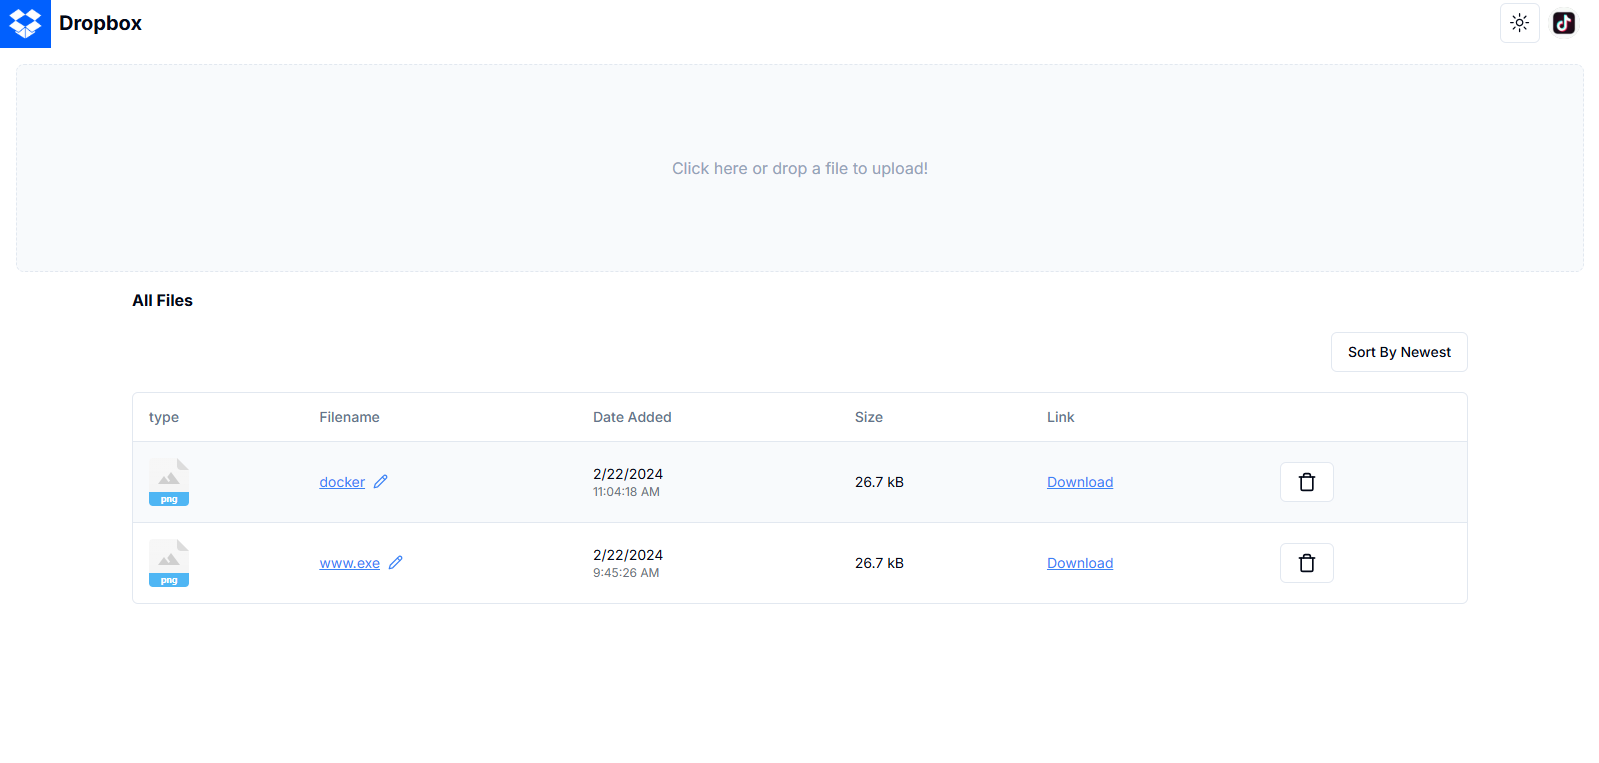 Dropbox
Click here or drop a file to upload!
All Files
Sort By Newest
type Filename Date Added Size Link
png docker 2/22/2024 11:04:18 AM 26.7 kB Download
png www.exe 2/22/2024 9:45:26 AM 26.7 kB Download